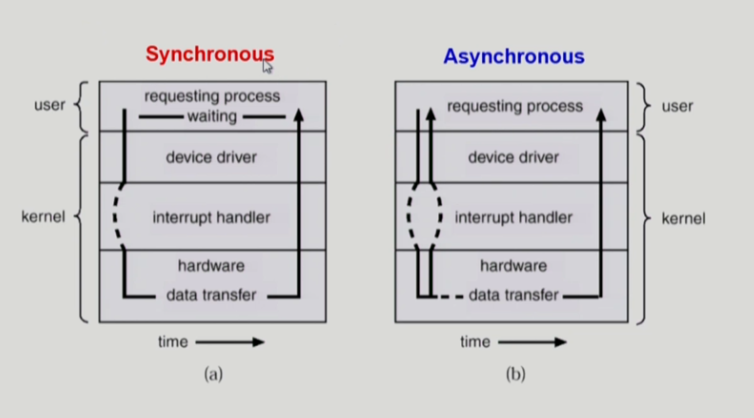 Synchronous
user
requesting process
waiting
device driver
kernel
interrupt handler
hardware
data transfer
time
(a)
Asynchronous
requesting process
user
device driver
interrupt handler
kernel
hardware
data transfer
time
(b)